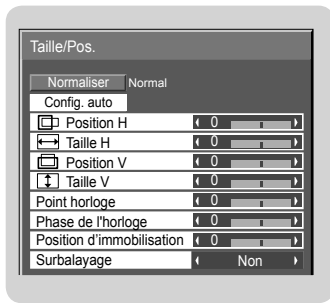 Taille/Pos.
Normaliser Normal
Config. auto
Position H 0
Taille H 0
Position V 0
Taille V 0
Point horloge 0
Phase de l'horloge 0
Position d'immobilisation 0
Surbalayage Non